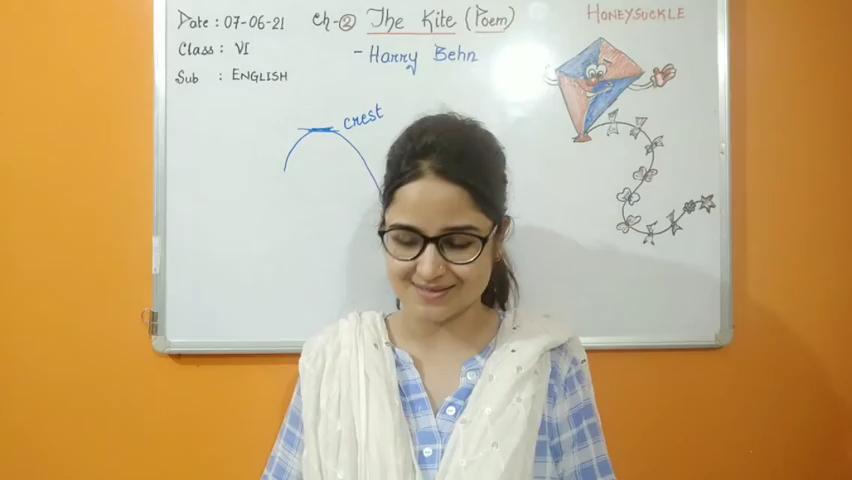 Date : 07-06-21
Class : VI
Sub : ENGLISH
Ch-② The Kite (Poem)
- Harry Behn
HONEYSUCKLE
crest